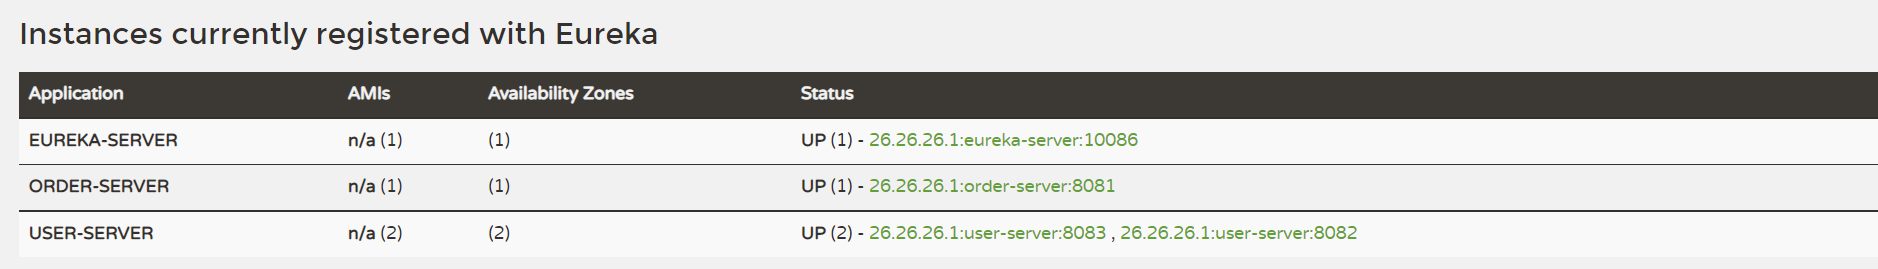 Instances currently registered with Eureka
Application AMIs Availability Zones Status
EUREKA-SERVER n/a (1) (1) UP (1) - 26.26.26.1:eureka-server:10086
ORDER-SERVER n/a (1) (1) UP (1) - 26.26.26.1:order-server:8081
USER-SERVER n/a (2) (2) UP (2) - 26.26.26.1:user-server:8083 , 26.26.26.1:user-server:8082